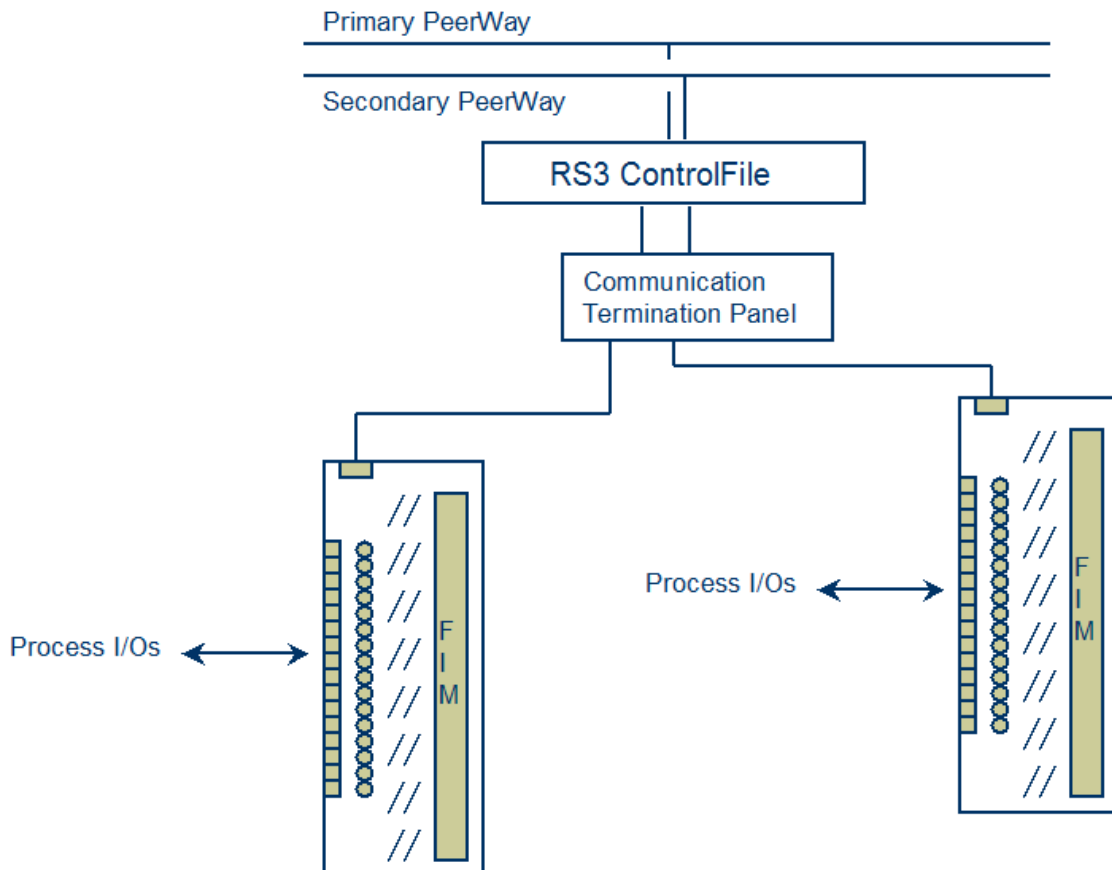 Primary PeerWay
Secondary PeerWay
RS3 ControlFile
Communication
Termination Panel
Process I/Os
F
I
M
Process I/Os
F
I
M